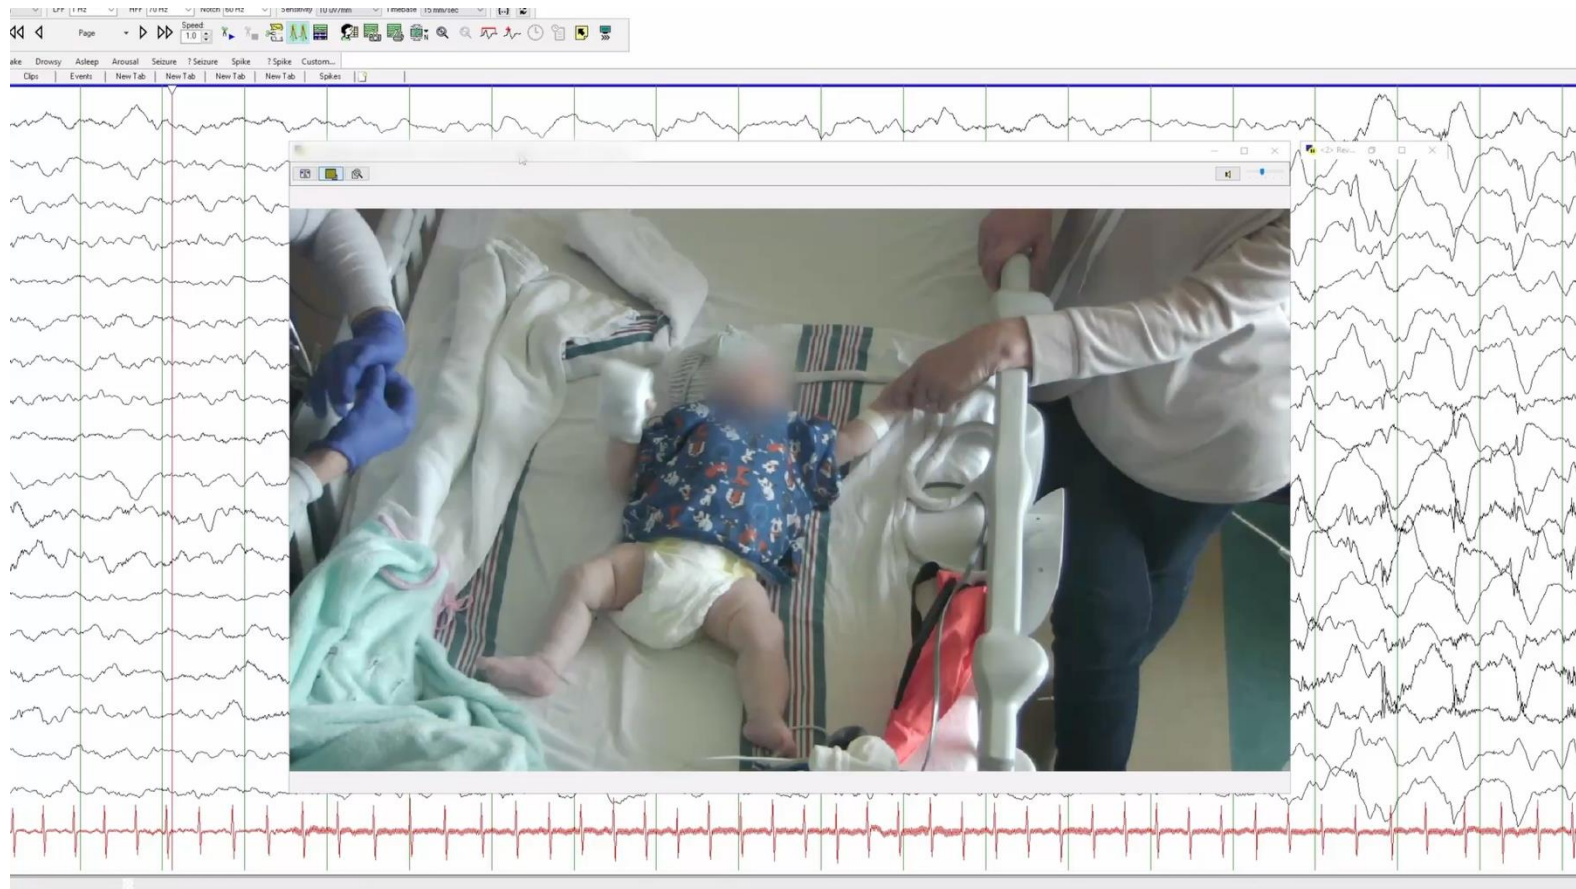 LFF 1 Hz HFF 70 Hz Notch 60 Hz Sensitivity 10 uV/mm Timebase 15 mm/sec
Page Speed: 1.0
ake Drowsy Asleep Arousal Seizure ? Seizure Spike ? Spike Custom...
Clips Events New Tab New Tab New Tab New Tab Spikes
<2> Rev...